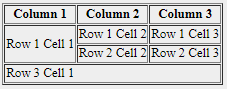 Column 1 Column 2 Column 3
Row 1 Cell 1 Row 1 Cell 2 Row 1 Cell 3
Row 2 Cell 2 Row 2 Cell 3
Row 3 Cell 1